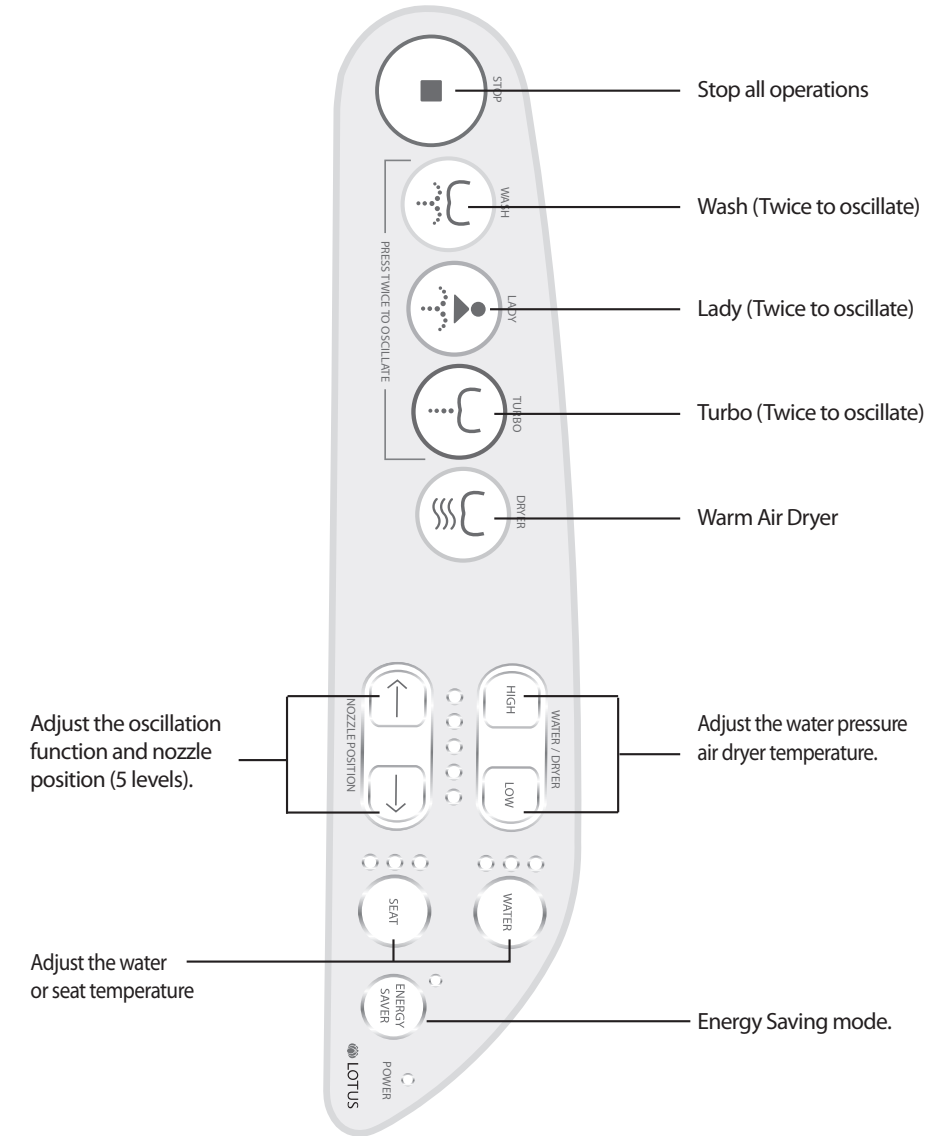 STOP
Stop all operations
WASH
Wash (Twice to oscillate)
PRESS TWICE TO OSCILLATE
LADY
Lady (Twice to oscillate)
TURBO
Turbo (Twice to oscillate)
DRYER
Warm Air Dryer
Adjust the oscillation
function and nozzle
position (5 levels).
NOZZLE POSITION
HIGH
LOW
WATER / DRYER
Adjust the water pressure
air dryer temperature.
SEAT
WATER
Adjust the water
or seat temperature
ENERGY
SAVER
Energy Saving mode.
LOTUS
POWER